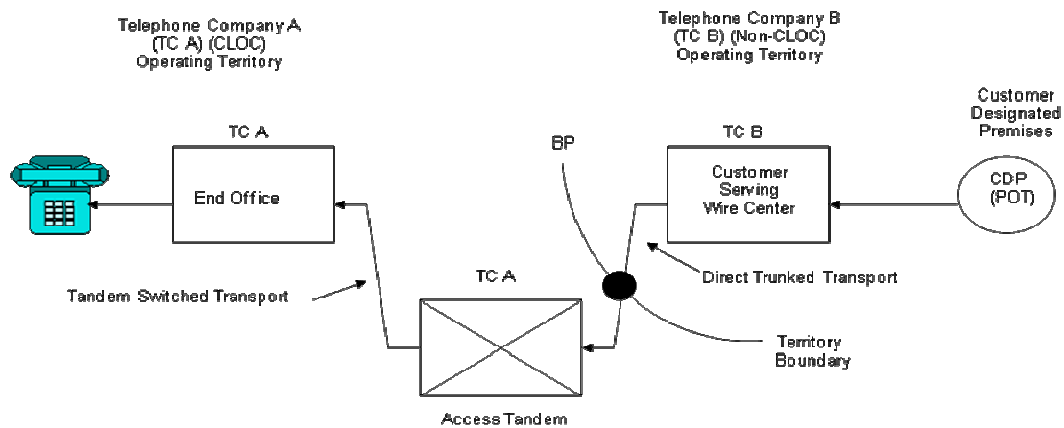 Telephone Company A
(TC A) (CLOC)
Operating Territory
Telephone Company B
(TC B) (Non-CLOC)
Operating Territory
Customer
Designated
Premises
TC A
End Office
BP
TC B
Customer
Serving
Wire Center
CDP
(POT)
Tandem Switched Transport
TC A
Direct Trunked Transport
Territory
Boundary
Access Tandem